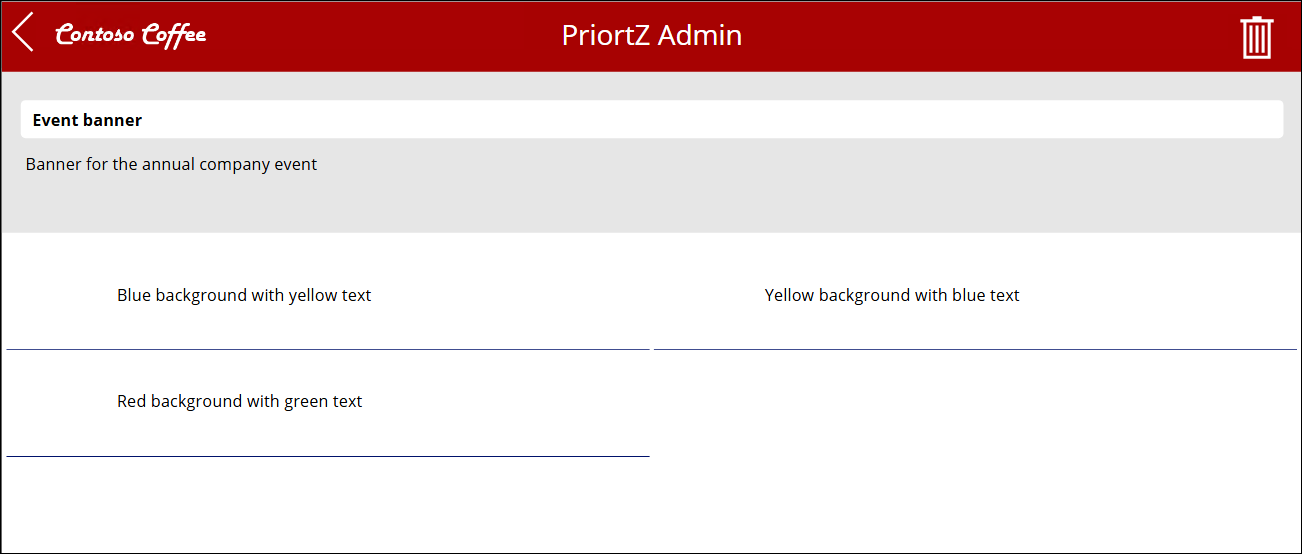 Contoso Coffee
PriortZ Admin
Event banner
Banner for the annual company event
Blue background with yellow text
Yellow background with blue text
Red background with green text